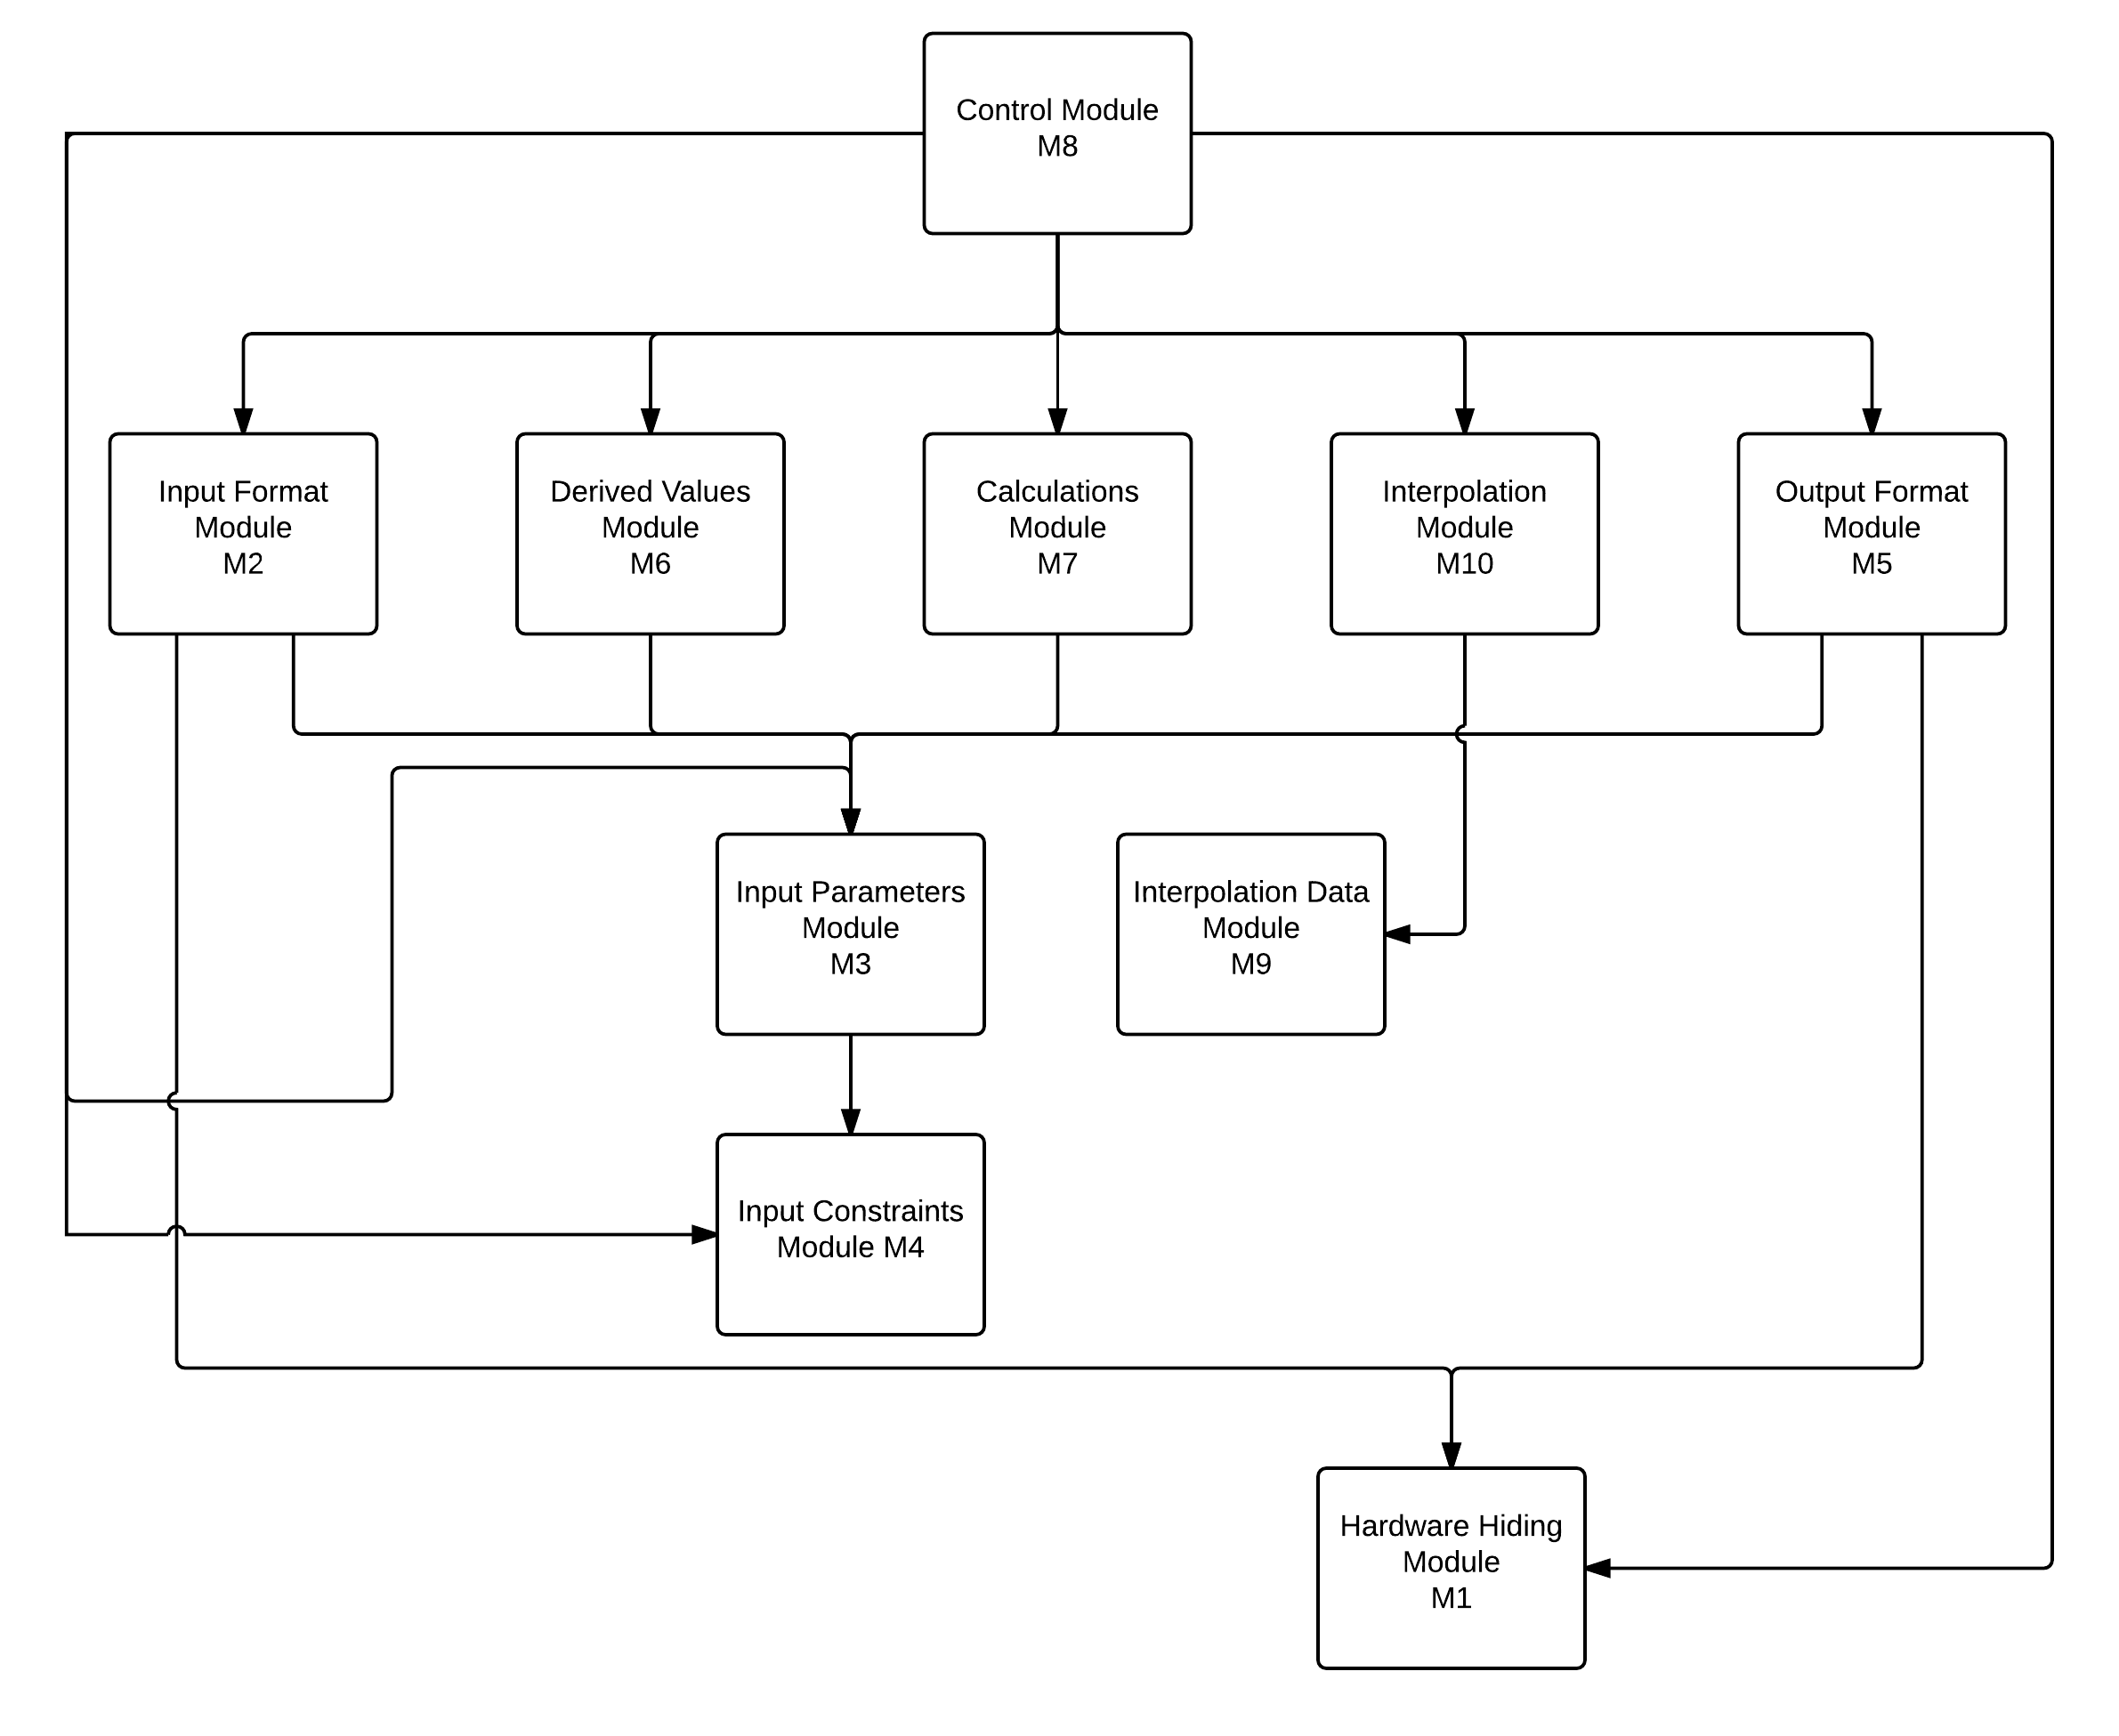 Control Module
M8
Input Format
Module
M2
Derived Values
Module
M6
Calculations
Module
M7
Interpolation
Module
M10
Output Format
Module
M5
Input Parameters
Module
M3
Interpolation Data
Module
M9
Input Constraints
Module M4
Hardware Hiding
Module
M1